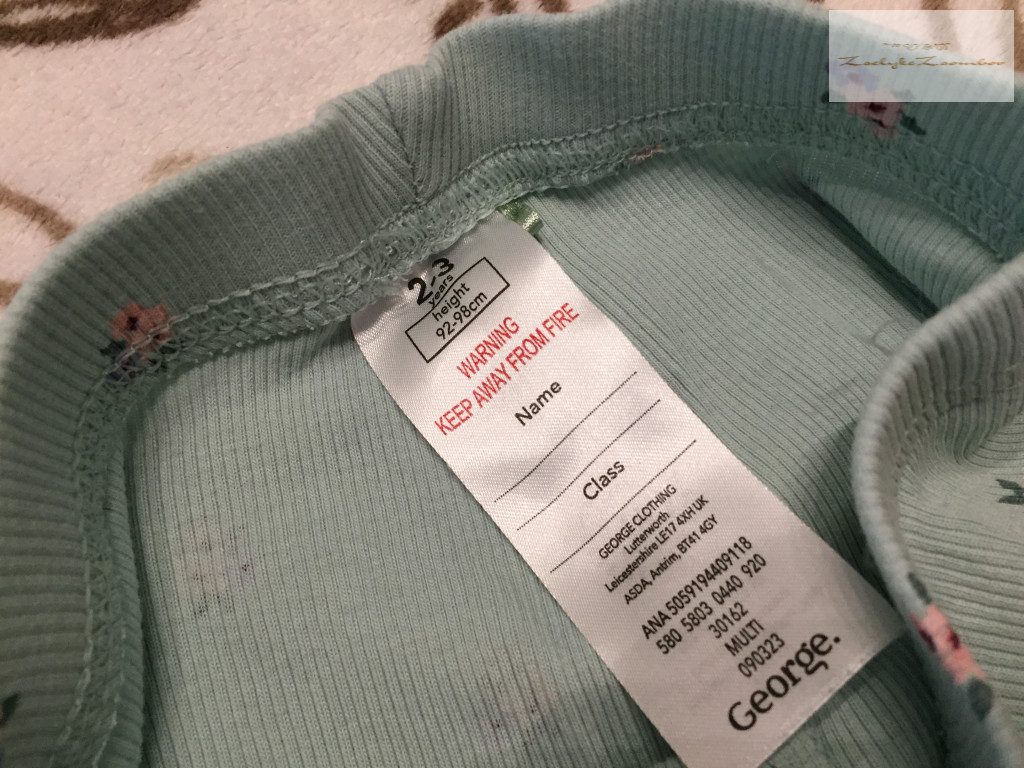 2-3
years
height
92-98cm
WARNING
KEEP AWAY FROM FIRE
Name
Class
GEORGE CLOTHING
Lutterworth
Leicestershire LE17 4XH UK
ASDA, Antrim, BT41 4GY
ANA 5059194409118
580 5803 0440 920
30162
MULTI
090323
George.